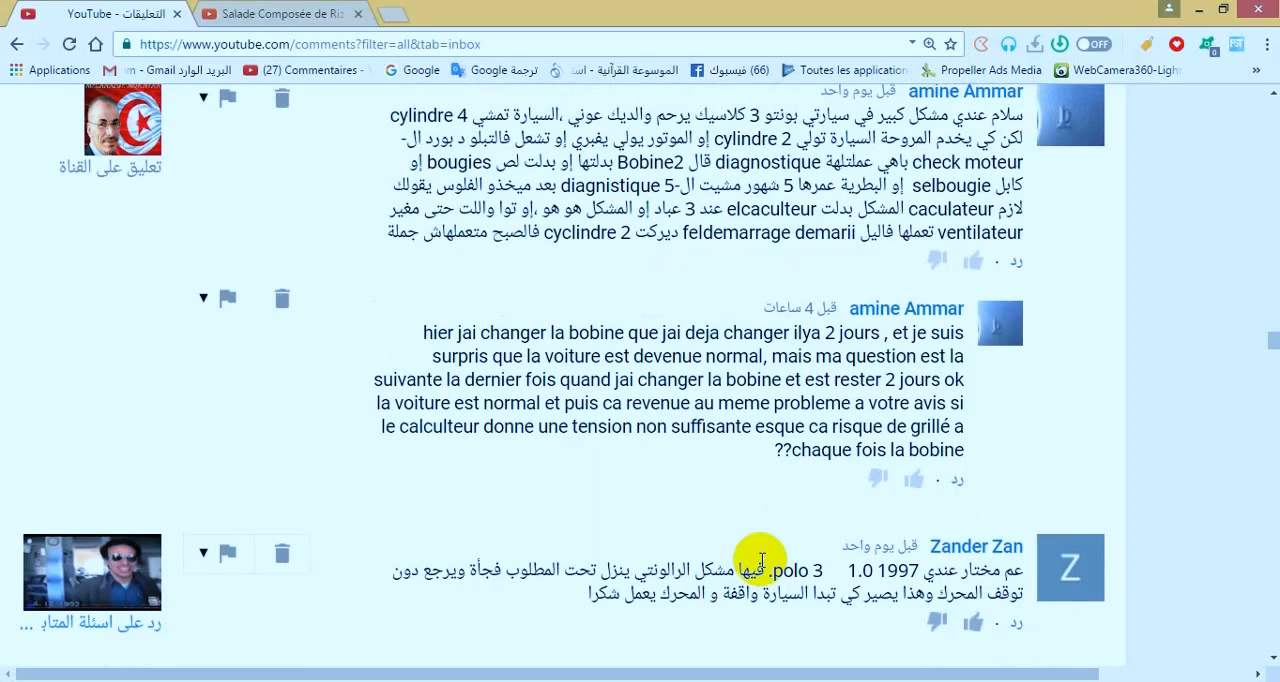 YouTube - التعليقات
Salade Composée de Riz
https://www.youtube.com/comments?filter=all&tab=inbox
OFF
Applications
البريد الوارد - Gmail
(27) Commentaires -
Google
ترجمة Google
الموسوعة القرآنية -
(66) فيسبوك
Toutes les application
Propeller Ads Media
WebCamera360-Ligh
amine Ammar قبل يوم واحد
سلام عندي مشكل كبير في سيارتي بونتو 3 كلاسيك يرحم والديك عوني ،السيارة تمشي 4 cylindre
لكن كي يخدم المروحة السيارة تولي 2 cylindre إو الموتور يولي يفبري إو تشعل فالتبلو د بورد ال-
check moteur باهي عملتلهة diagnostique قال Bobine2 بدلتها إو بدلت لص bougies إو
كابل selbougie إو البطرية عمرها 5 شهور مشيت ال-5 diagnistique بعد ميخذو الفلوس يقولك
لازم caculateur المشكل بدلت elcaculteur عند 3 عباد إو المشكل هو هو ،إو توا واللت حتى مغير
ventilateur تعملها فاليل feldemarrage demarii ديركت 2 cyclindre فالصبح متعملهاش جملة
رد
تعليق على القناة
amine Ammar قبل 4 ساعات
hier jai changer la bobine que jai deja changer ilya 2 jours , et je suis
surpris que la voiture est devenue normal, mais ma question est la
suivante la dernier fois quand jai changer la bobine et est rester 2 jours ok
la voiture est normal et puis ca revenue au meme probleme a votre avis si
le calculteur donne une tension non suffisante esque ca risque de grillé a
chaque fois la bobine??
رد
Zander Zan قبل يوم واحد
Z
عم مختار عندي polo 3 1.0 1997. فيها مشكل الرالونتي ينزل تحت المطلوب فجأة ويرجع دون
توقف المحرك وهذا يصير كي تبدا السيارة واقفة و المحرك يعمل شكرا
رد
رد على اسئلة المتاب ...